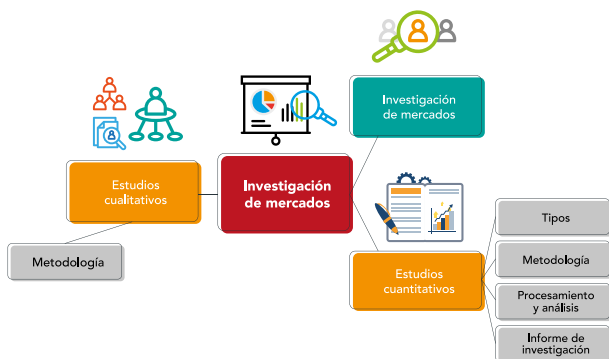 Investigación
de mercados
Estudios
cualitativos
Investigación
de mercados
Tipos
Metodología
Metodología
Estudios
cuantitativos
Procesamiento
y análisis
Informe de
investigación